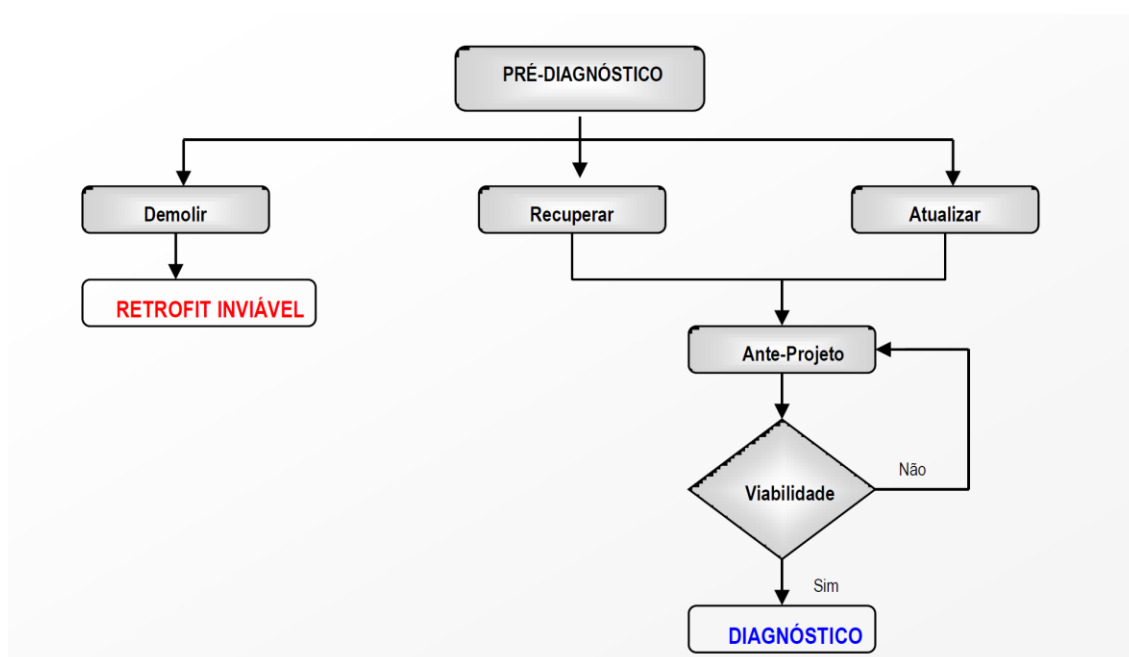 PRÉ-DIAGNÓSTICO
Demolir
Recuperar
Atualizar
RETROFIT INVIÁVEL
Ante-Projeto
Não
Viabilidade
Sim
DIAGNÓSTICO